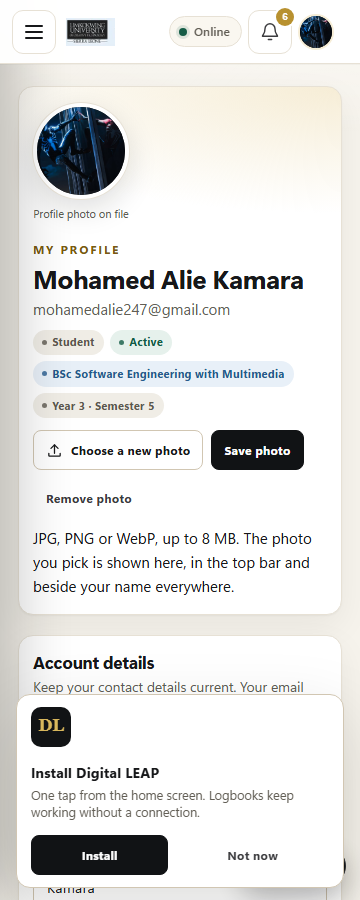 LIMKOKWING
UNIVERSITY
SIERRA LEONE
Online
6
Profile photo on file
MY PROFILE
Mohamed Alie Kamara
mohamedalie247@gmail.com
Student
Active
BSc Software Engineering with Multimedia
Year 3 · Semester 5
Choose a new photo
Save photo
Remove photo
JPG, PNG or WebP, up to 8 MB. The photo
you pick is shown here, in the top bar and
beside your name everywhere.
Account details
Keep your contact details current. Your email
DL
Install Digital LEAP
One tap from the home screen. Logbooks keep
working without a connection.
Install
Not now
Kamara